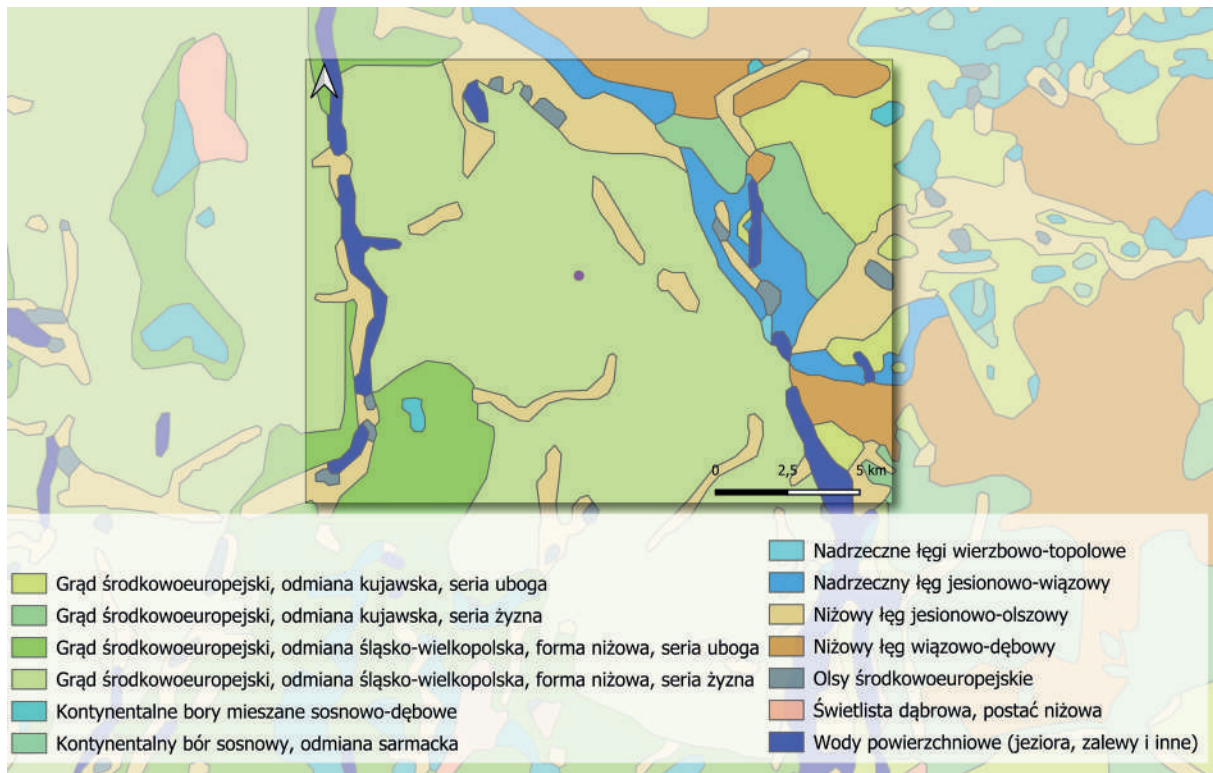 0 2,5 5 km
Grąd środkowoeuropejski, odmiana kujawska, seria uboga
Grąd środkowoeuropejski, odmiana kujawska, seria żyzna
Grąd środkowoeuropejski, odmiana śląsko-wielkopolska, forma niżowa, seria uboga
Grąd środkowoeuropejski, odmiana śląsko-wielkopolska, forma niżowa, seria żyzna
Kontynentalne bory mieszane sosnowo-dębowe
Kontynentalny bór sosnowy, odmiana sarmacka
Nadrzeczne łęgi wierzbowo-topolowe
Nadrzeczny łęg jesionowo-wiązowy
Niżowy łęg jesionowo-olszowy
Niżowy łęg wiązowo-dębowy
Olsy środkowoeuropejskie
Świetlista dąbrowa, postać niżowa
Wody powierzchniowe (jeziora, zalewy i inne)